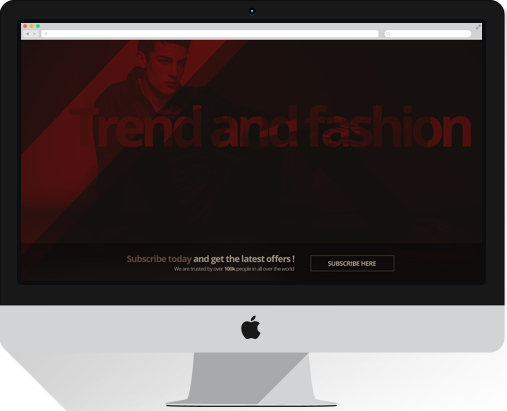 Trend and fashion
Subscribe today and get the latest offers !
We are trusted by over 100k people in all over the world!
SUBSCRIBE HERE